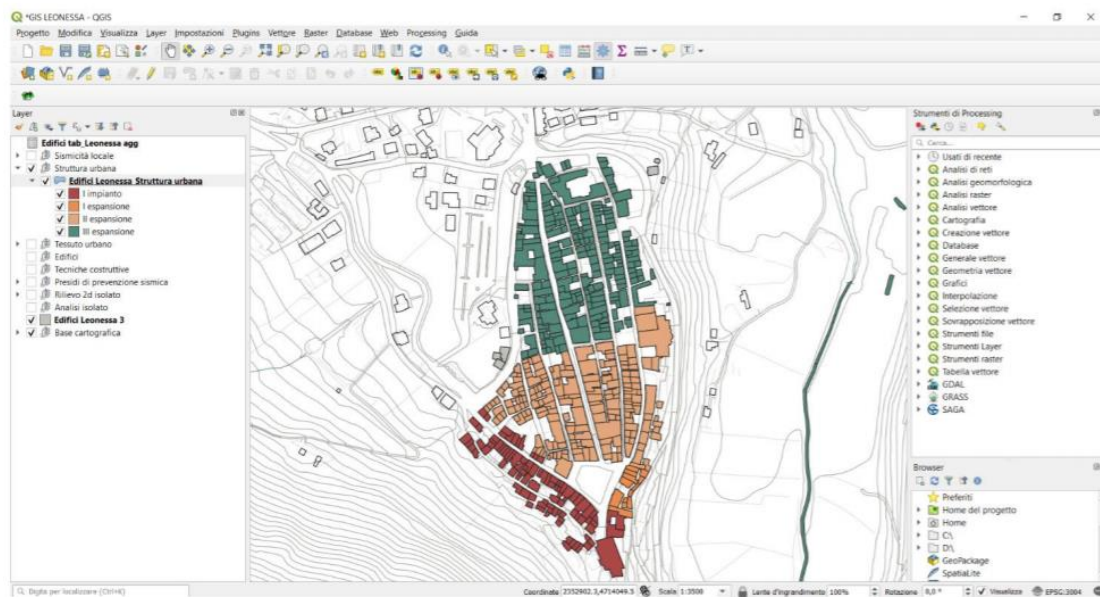 *GIS LEONESSA - QGIS
Progetto Modifica Visualizza Layer Impostazioni Plugins Vettore Raster Database Web Processing Guida
Layer
Edifici tab_Leonessa agg
Sismicità locale
Struttura urbana
Edifici Leonessa_Struttura urbana
I impianto
I espansione
II espansione
III espansione
Tessuto urbano
Edifici
Tecniche costruttive
Presidi di prevenzione sismica
Rilievo 2d isolato
Analisi isolato
Edifici Leonessa 3
Base cartografica
Strumenti di Processing
Cerca...
Usati di recente
Analisi di reti
Analisi geomorfologica
Analisi raster
Analisi vettore
Cartografia
Creazione vettore
Database
Generale vettore
Geometria vettore
Grafici
Interpolazione
Selezione vettore
Sovrapposizione vettore
Strumenti file
Strumenti Layer
Strumenti raster
Tabella vettore
GDAL
GRASS
SAGA
Browser
Preferiti
Home del progetto
Home
C:\
D:\
GeoPackage
SpatiaLite
Digita per localizzare (Ctrl+K)
Coordinate 2352902.3,4714049.3 Scala 1:3500 Lente d'ingrandimento 100% Rotazione 0,0 ° Visualizza EPSG:3004